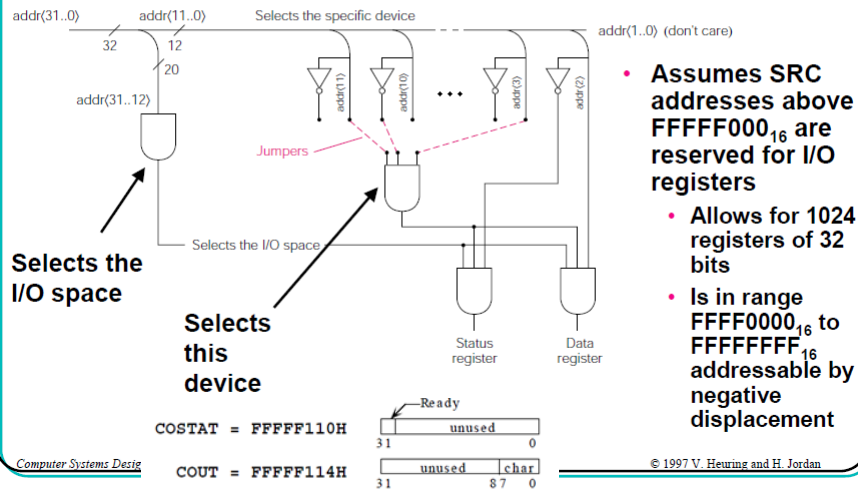 addr⟨31..0⟩
addr⟨11..0⟩
Selects the specific device
addr⟨1..0⟩ (don't care)
32
12
20
addr⟨31..12⟩
addr⟨11⟩
addr⟨10⟩
addr⟨3⟩
addr⟨2⟩
Jumpers
Selects the I/O space
Selects the
I/O space
Selects
this
device
Status
register
Data
register
• Assumes SRC
addresses above
FFFFF000₁₆ are
reserved for I/O
registers
• Allows for 1024
registers of 32
bits
• Is in range
FFFF0000₁₆ to
FFFFFFFF₁₆
addressable by
negative
displacement
Ready
COSTAT = FFFFF110H
unused
31 0
COUT = FFFFF114H
unused char
31 8 7 0
Computer Systems Desig
© 1997 V. Heuring and H. Jordan